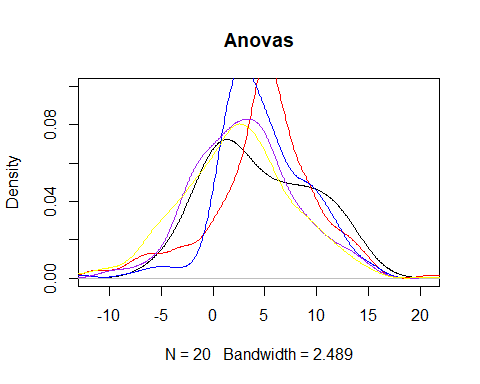 Anovas
Density
0.08
0.04
0.00
-10 -5 0 5 10 15 20
N = 20 Bandwidth = 2.489